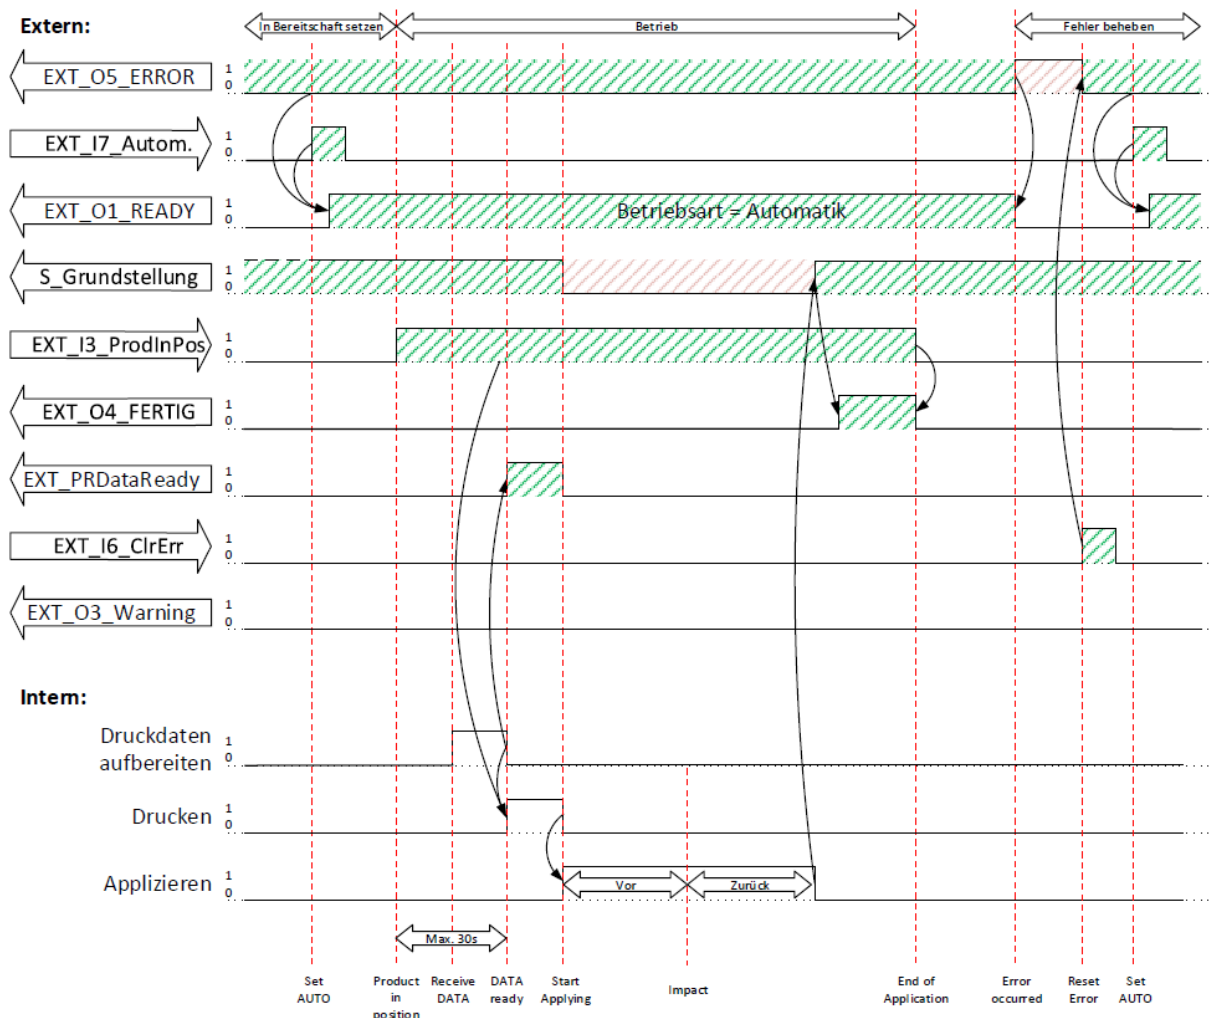 Extern:
In Bereitschaft setzen
Betrieb
Fehler beheben
EXT_O5_ERROR
1
0
EXT_I7_Autom.
1
0
EXT_O1_READY
1
0
Betriebsart = Automatik
S_Grundstellung
1
0
EXT_I3_ProdInPos
1
0
EXT_O4_FERTIG
1
0
EXT_PRDataReady
1
0
EXT_I6_ClrErr
1
0
EXT_O3_Warning
1
0
Intern:
Druckdaten
aufbereiten
1
0
Drucken
1
0
Applizieren
1
0
Vor
Zurück
Max. 30s
Set
AUTO
Product
in
position
Receive
DATA
DATA
ready
Start
Applying
Impact
End of
Application
Error
occurred
Reset
Error
Set
AUTO